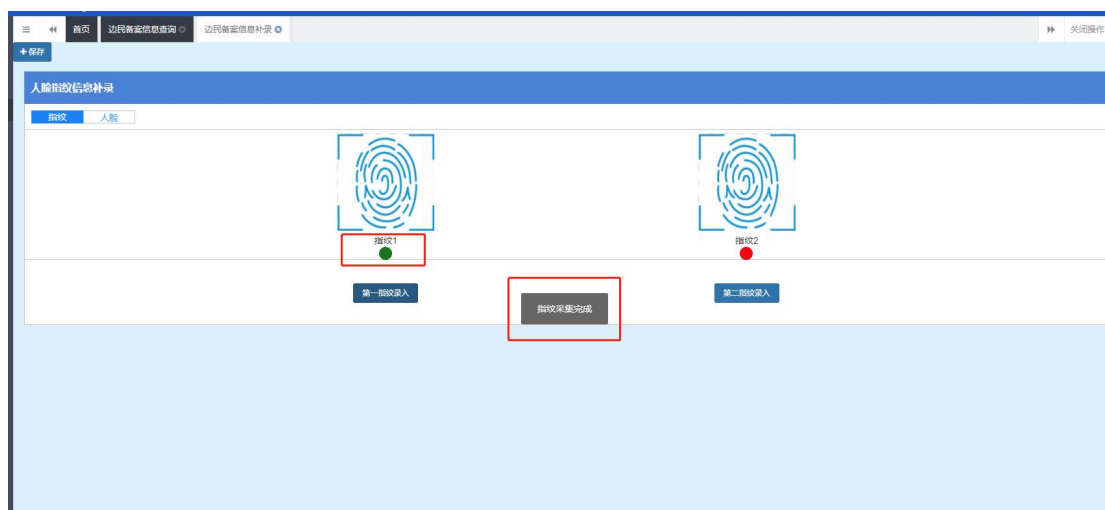 首页 边民备案信息查询 边民备案信息补录 关闭操作
+保存
人脸指纹信息补录
指纹 人脸
指纹1 指纹2
第一指纹录入 第二指纹录入
指纹采集完成